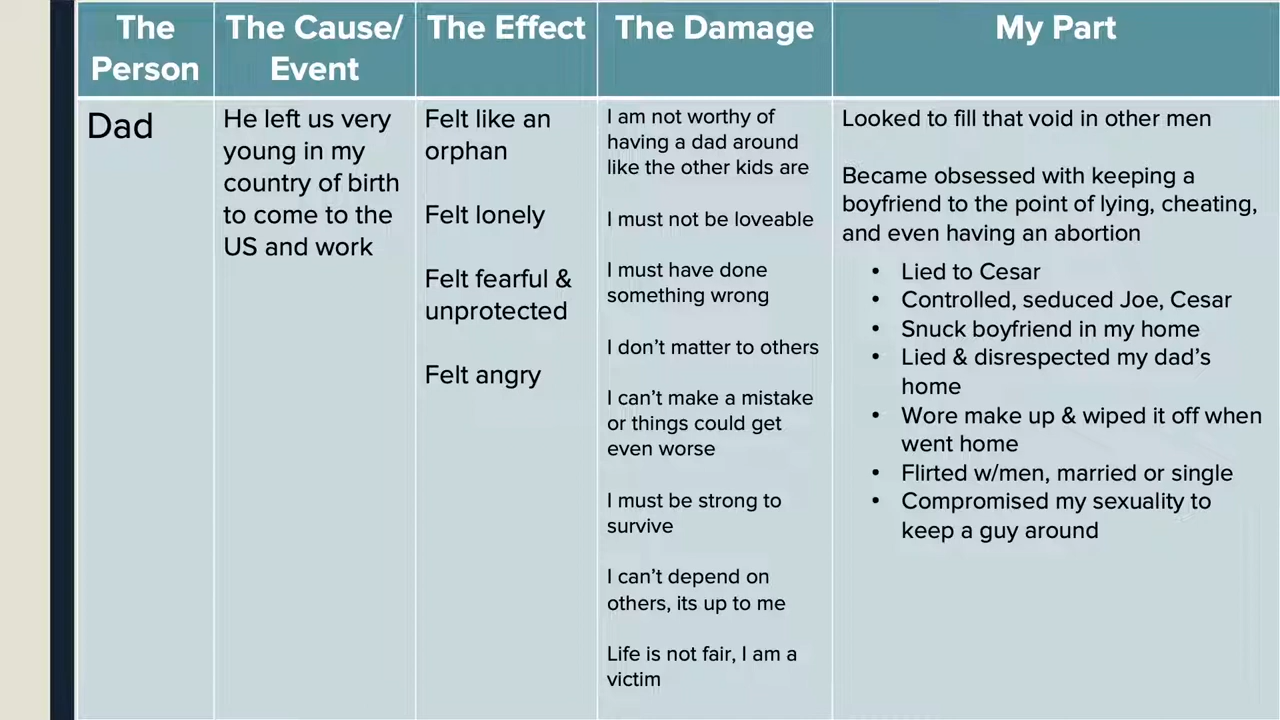 The
Person
The Cause/
Event
The Effect
The Damage
My Part
Dad
He left us very
young in my
country of birth
to come to the
US and work
Felt like an
orphan
Felt lonely
Felt fearful &
unprotected
Felt angry
I am not worthy of
having a dad around
like the other kids are
I must not be loveable
I must have done
something wrong
I don’t matter to others
I can’t make a mistake
or things could get
even worse
I must be strong to
survive
I can’t depend on
others, its up to me
Life is not fair, I am a
victim
Looked to fill that void in other men
Became obsessed with keeping a
boyfriend to the point of lying, cheating,
and even having an abortion
• Lied to Cesar
• Controlled, seduced Joe, Cesar
• Snuck boyfriend in my home
• Lied & disrespected my dad’s
home
• Wore make up & wiped it off when
went home
• Flirted w/men, married or single
• Compromised my sexuality to
keep a guy around